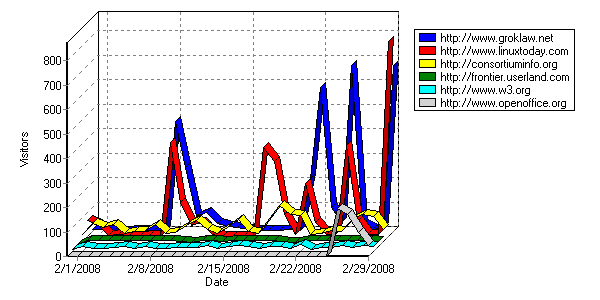 800
700
600
500
400
300
200
100
0
Visitors
2/1/2008
2/8/2008
2/15/2008
2/22/2008
2/29/2008
Date
http://www.groklaw.net
http://www.linuxtoday.com
http://consortiuminfo.org
http://frontier.userland.com
http://www.w3.org
http://www.openoffice.org